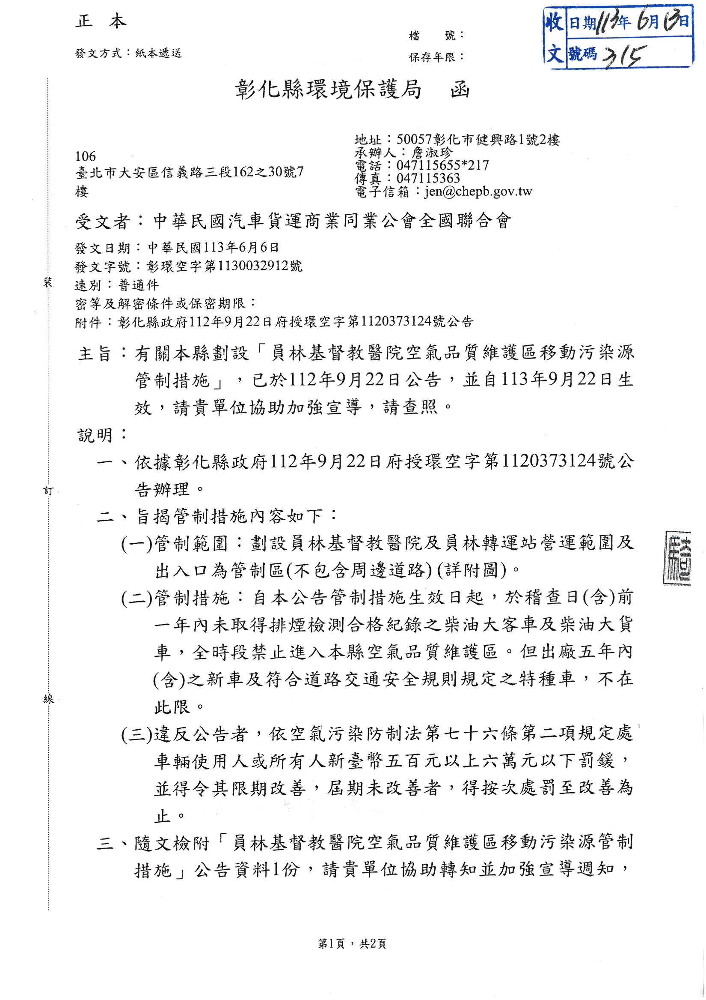 正 本
發文方式：紙本遞送
檔 號：
保存年限：
收文 日期113年6月13日
號碼 315
彰化縣環境保護局 函
地址：50057彰化市健興路1號2樓
承辦人：詹淑珍
電話：047115655*217
傳真：047115363
電子信箱：jen@chepb.gov.tw
106
臺北市大安區信義路三段162之30號7
樓
受文者：中華民國汽車貨運商業同業公會全國聯合會
發文日期：中華民國113年6月6日
發文字號：彰環空字第1130032912號
速別：普通件
密等及解密條件或保密期限：
附件：彰化縣政府112年9月22日府授環空字第1120373124號公告
主旨：有關本縣劃設「員林基督教醫院空氣品質維護區移動污染源
管制措施」，已於112年9月22日公告，並自113年9月22日生
效，請貴單位協助加強宣導，請查照。
說明：
一、依據彰化縣政府112年9月22日府授環空字第1120373124號公
告辦理。
二、旨揭管制措施內容如下：
(一)管制範圍：劃設員林基督教醫院及員林轉運站營運範圍及
出入口為管制區(不包含周邊道路)(詳附圖)。
(二)管制措施：自本公告管制措施生效日起，於稽查日(含)前
一年內未取得排煙檢測合格紀錄之柴油大客車及柴油大貨
車，全時段禁止進入本縣空氣品質維護區。但出廠五年內
(含)之新車及符合道路交通安全規則規定之特種車，不在
此限。
(三)違反公告者，依空氣污染防制法第七十六條第二項規定處
車輛使用人或所有人新臺幣五百元以上六萬元以下罰鍰，
並得令其限期改善，屆期未改善者，得按次處罰至改善為
止。
三、隨文檢附「員林基督教醫院空氣品質維護區移動污染源管制
措施」公告資料1份，請貴單位協助轉知並加強宣導週知，
裝
訂
線
第1頁，共2頁